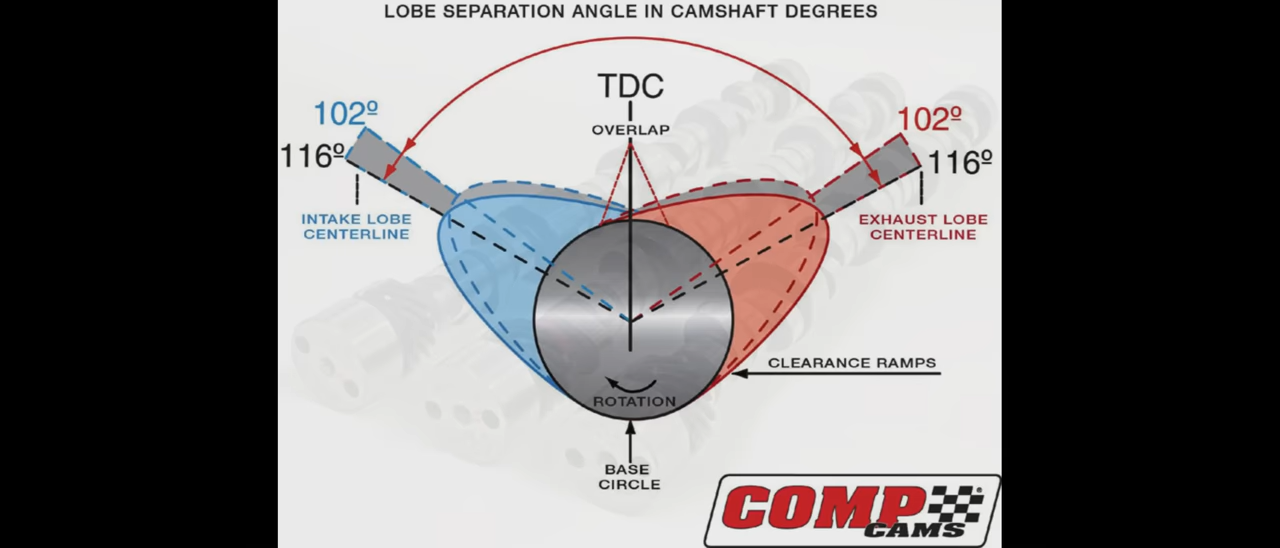 LOBE SEPARATION ANGLE IN CAMSHAFT DEGREES
TDC
OVERLAP
102º
116º
102º
116º
INTAKE LOBE
CENTERLINE
EXHAUST LOBE
CENTERLINE
CLEARANCE RAMPS
ROTATION
BASE
CIRCLE
COMP
CAMS
®